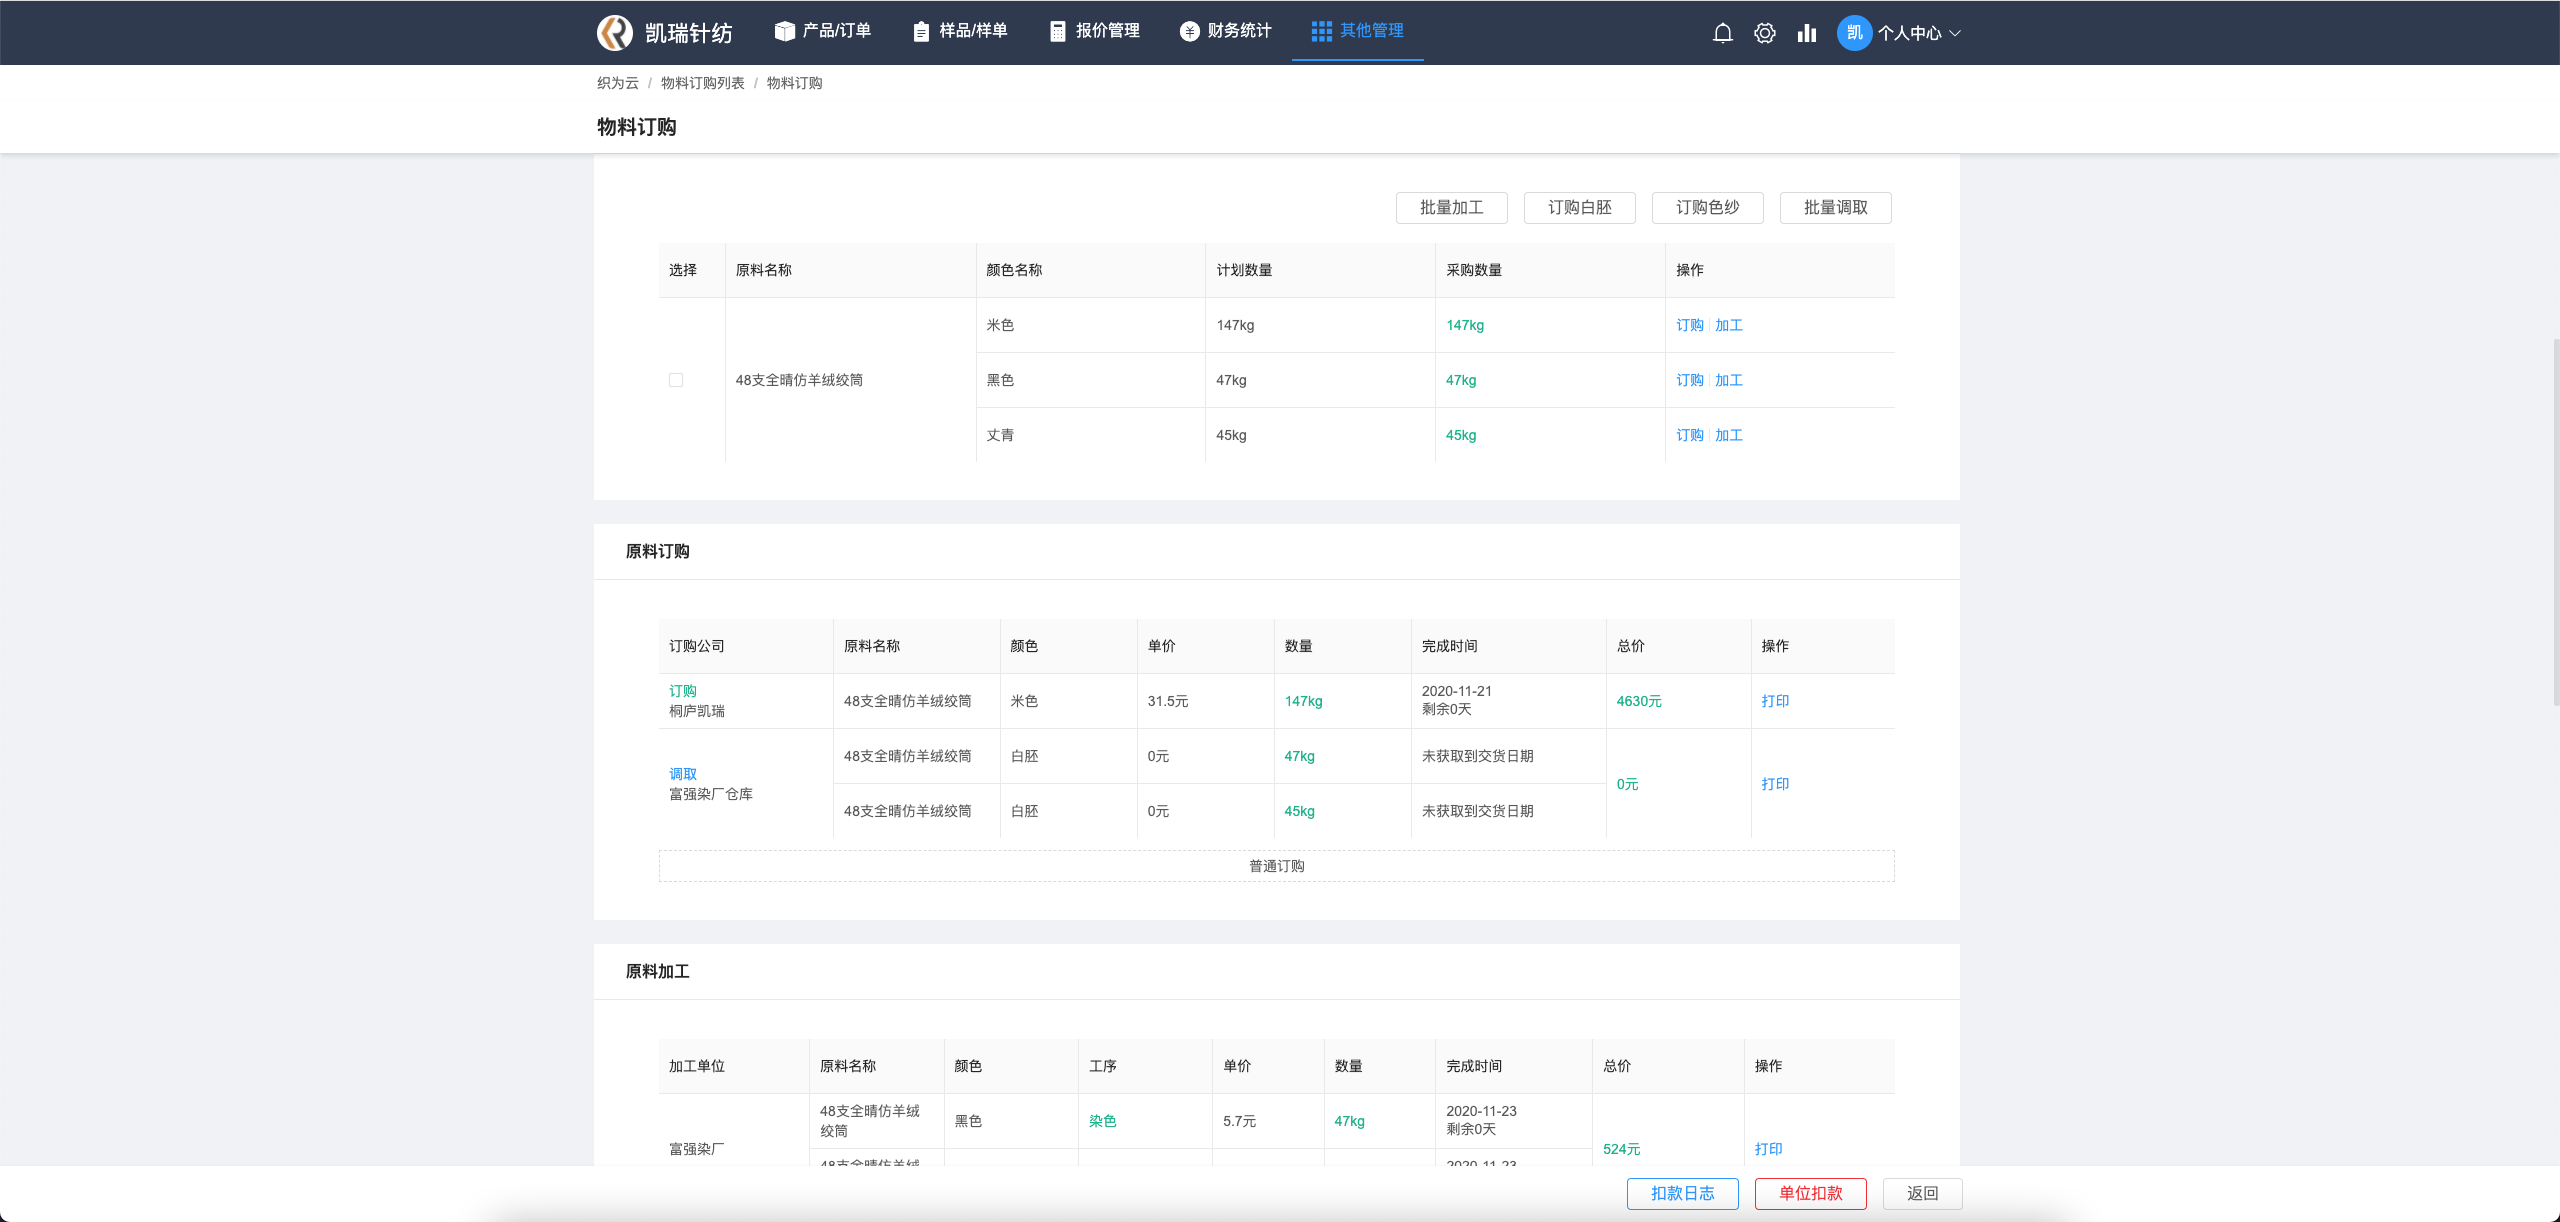 凯瑞针纺 产品/订单 样品/样单 报价管理 财务统计 其他管理 凯 个人中心
织为云 / 物料订购列表 / 物料订购
物料订购
批量加工 订购白胚 订购色纱 批量调取
选择 原料名称 颜色名称 计划数量 采购数量 操作
米色 147kg 147kg 订购 加工
48支全晴仿羊绒绞筒 黑色 47kg 47kg 订购 加工
丈青 45kg 45kg 订购 加工
原料订购
订购公司 原料名称 颜色 单价 数量 完成时间 总价 操作
订购
桐庐凯瑞
48支全晴仿羊绒绞筒 米色 31.5元 147kg
2020-11-21
剩余0天
4630元 打印
调取
富强染厂仓库
48支全晴仿羊绒绞筒 白胚 0元 47kg 未获取到交货日期
48支全晴仿羊绒绞筒 白胚 0元 45kg 未获取到交货日期
0元 打印
普通订购
原料加工
加工单位 原料名称 颜色 工序 单价 数量 完成时间 总价 操作
富强染厂
48支全晴仿羊绒
绞筒
黑色 染色 5.7元 47kg
2020-11-23
剩余0天
524元 打印
48支全晴仿羊绒 2020-11-23
扣款日志 单位扣款 返回